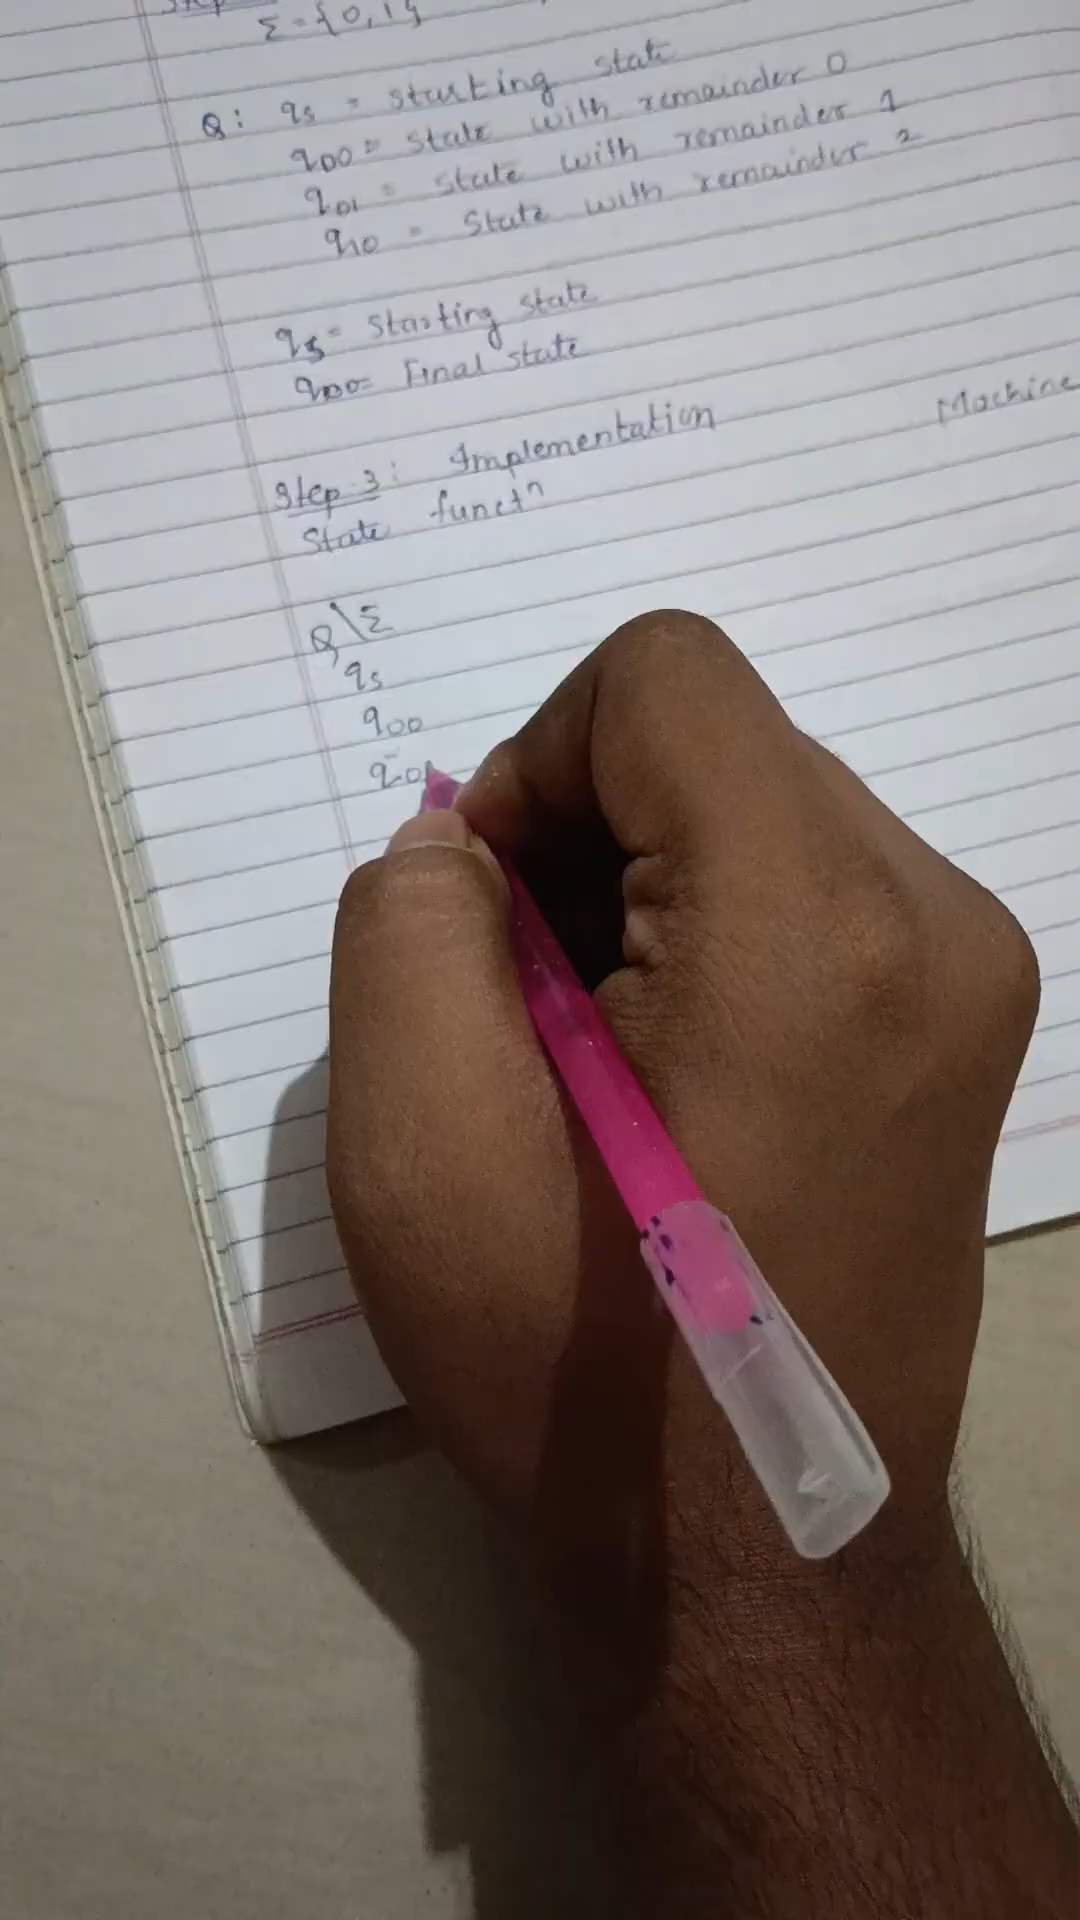 Σ = {0, 1}
Q: qs = starting state
q00 = state with remainder 0
q01 = state with remainder 1
q10 = state with remainder 2
qs = starting state
q00 = Final state
Step-3: Implementation
Machine
State functn
Q\Σ
qs
q00
q01